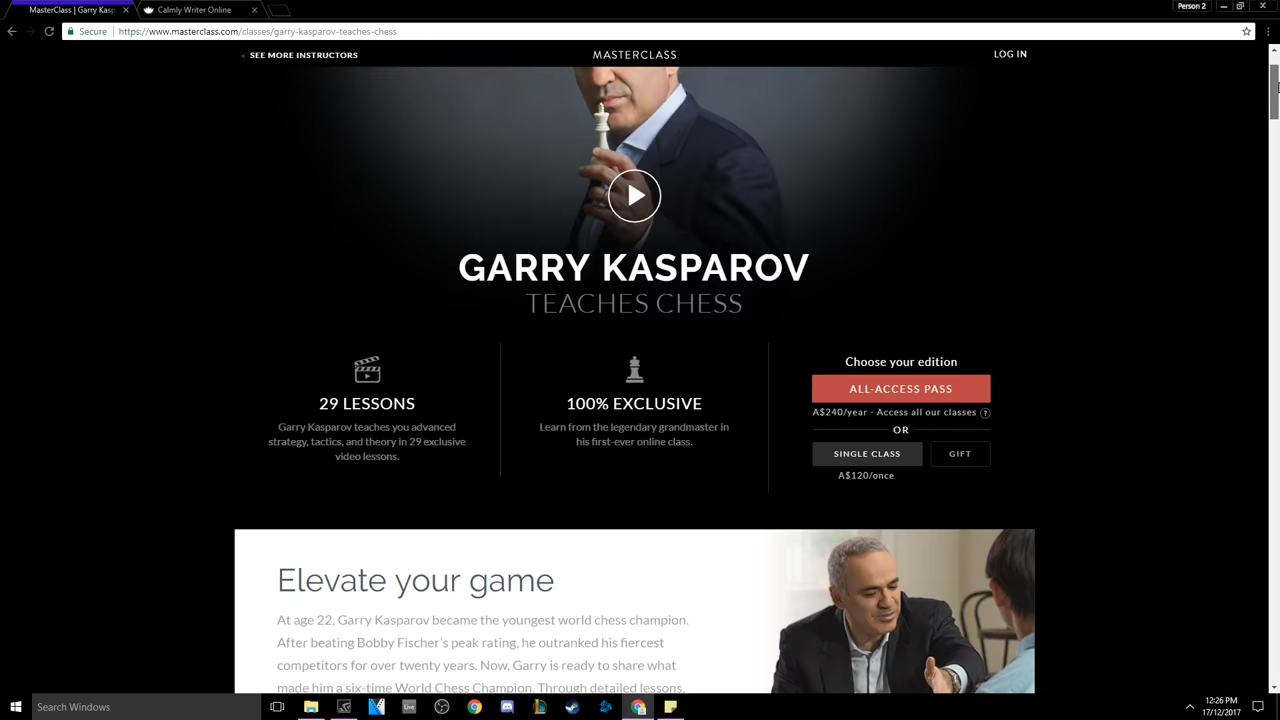 MasterClass | Garry Kasp
Calmly Writer Online
Person 2
Secure
https://www.masterclass.com/classes/garry-kasparov-teaches-chess
SEE MORE INSTRUCTORS
MASTERCLASS
LOG IN
GARRY KASPAROV
TEACHES CHESS
29 LESSONS
Garry Kasparov teaches you advanced
strategy, tactics, and theory in 29 exclusive
video lessons.
100% EXCLUSIVE
Learn from the legendary grandmaster in
his first-ever online class.
Choose your edition
ALL-ACCESS PASS
A$240/year - Access all our classes ?
OR
SINGLE CLASS
GIFT
A$120/once
Elevate your game
At age 22, Garry Kasparov became the youngest world chess champion.
After beating Bobby Fischer's peak rating, he outranked his fiercest
competitors for over twenty years. Now, Garry is ready to share what
made him a six-time World Chess Champion. Through detailed lessons,
Search Windows
Live
12:26 PM
17/12/2017